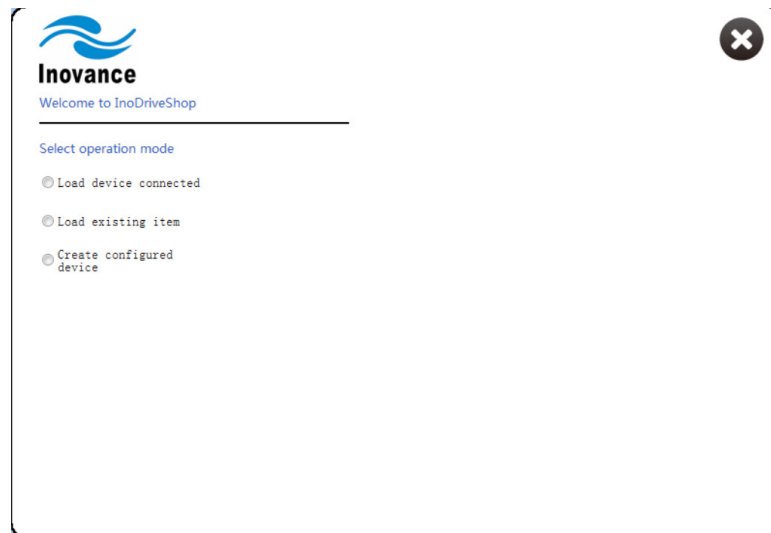 Inovance
Welcome to InoDriveShop
Select operation mode
Load device connected
Load existing item
Create configured
device